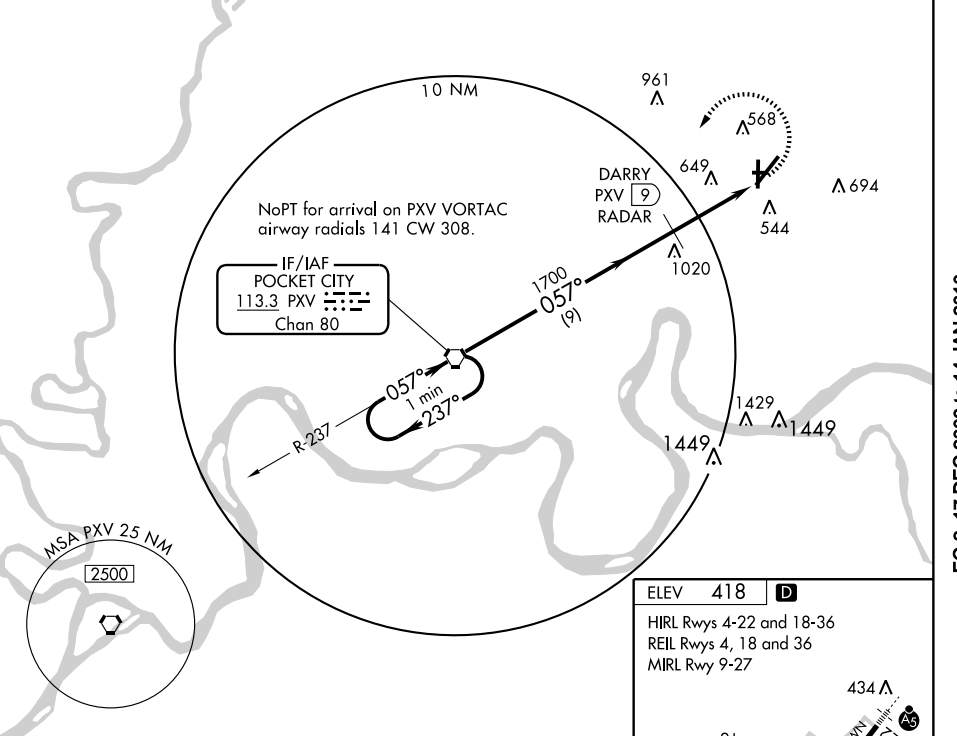 10 NM
961
568
649
694
544
DARRY
PXV 9
RADAR
1020
NoPT for arrival on PXV VORTAC
airway radials 141 CW 308.
IF/IAF
POCKET CITY
113.3 PXV
Chan 80
1700
057°
(9)
057°
1 min
237°
R-237
1429
1449
1449
MSA PXV 25 NM
2500
ELEV 418 D
HIRL Rwys 4-22 and 18-36
REIL Rwys 4, 18 and 36
MIRL Rwy 9-27
434
A5